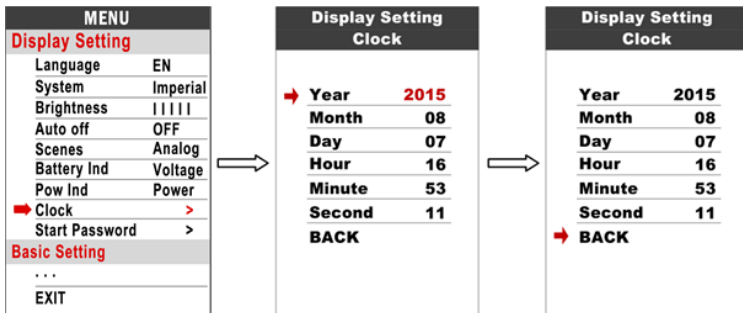 MENU
Display Setting
Language EN
System Imperial
Brightness | | | | |
Auto off OFF
Scenes Analog
Battery Ind Voltage
Pow Ind Power
Clock >
Start Password >
Basic Setting
...
EXIT
Display Setting
Clock
Year 2015
Month 08
Day 07
Hour 16
Minute 53
Second 11
BACK
Display Setting
Clock
Year 2015
Month 08
Day 07
Hour 16
Minute 53
Second 11
BACK